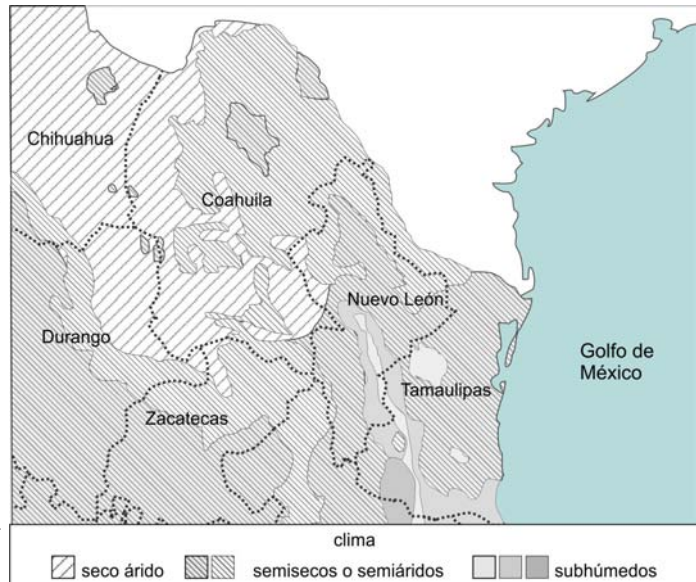 Chihuahua
Coahuila
Nuevo León
Durango
Golfo de
México
Tamaulipas
Zacatecas
clima
seco árido
semisecos o semiáridos
subhúmedos